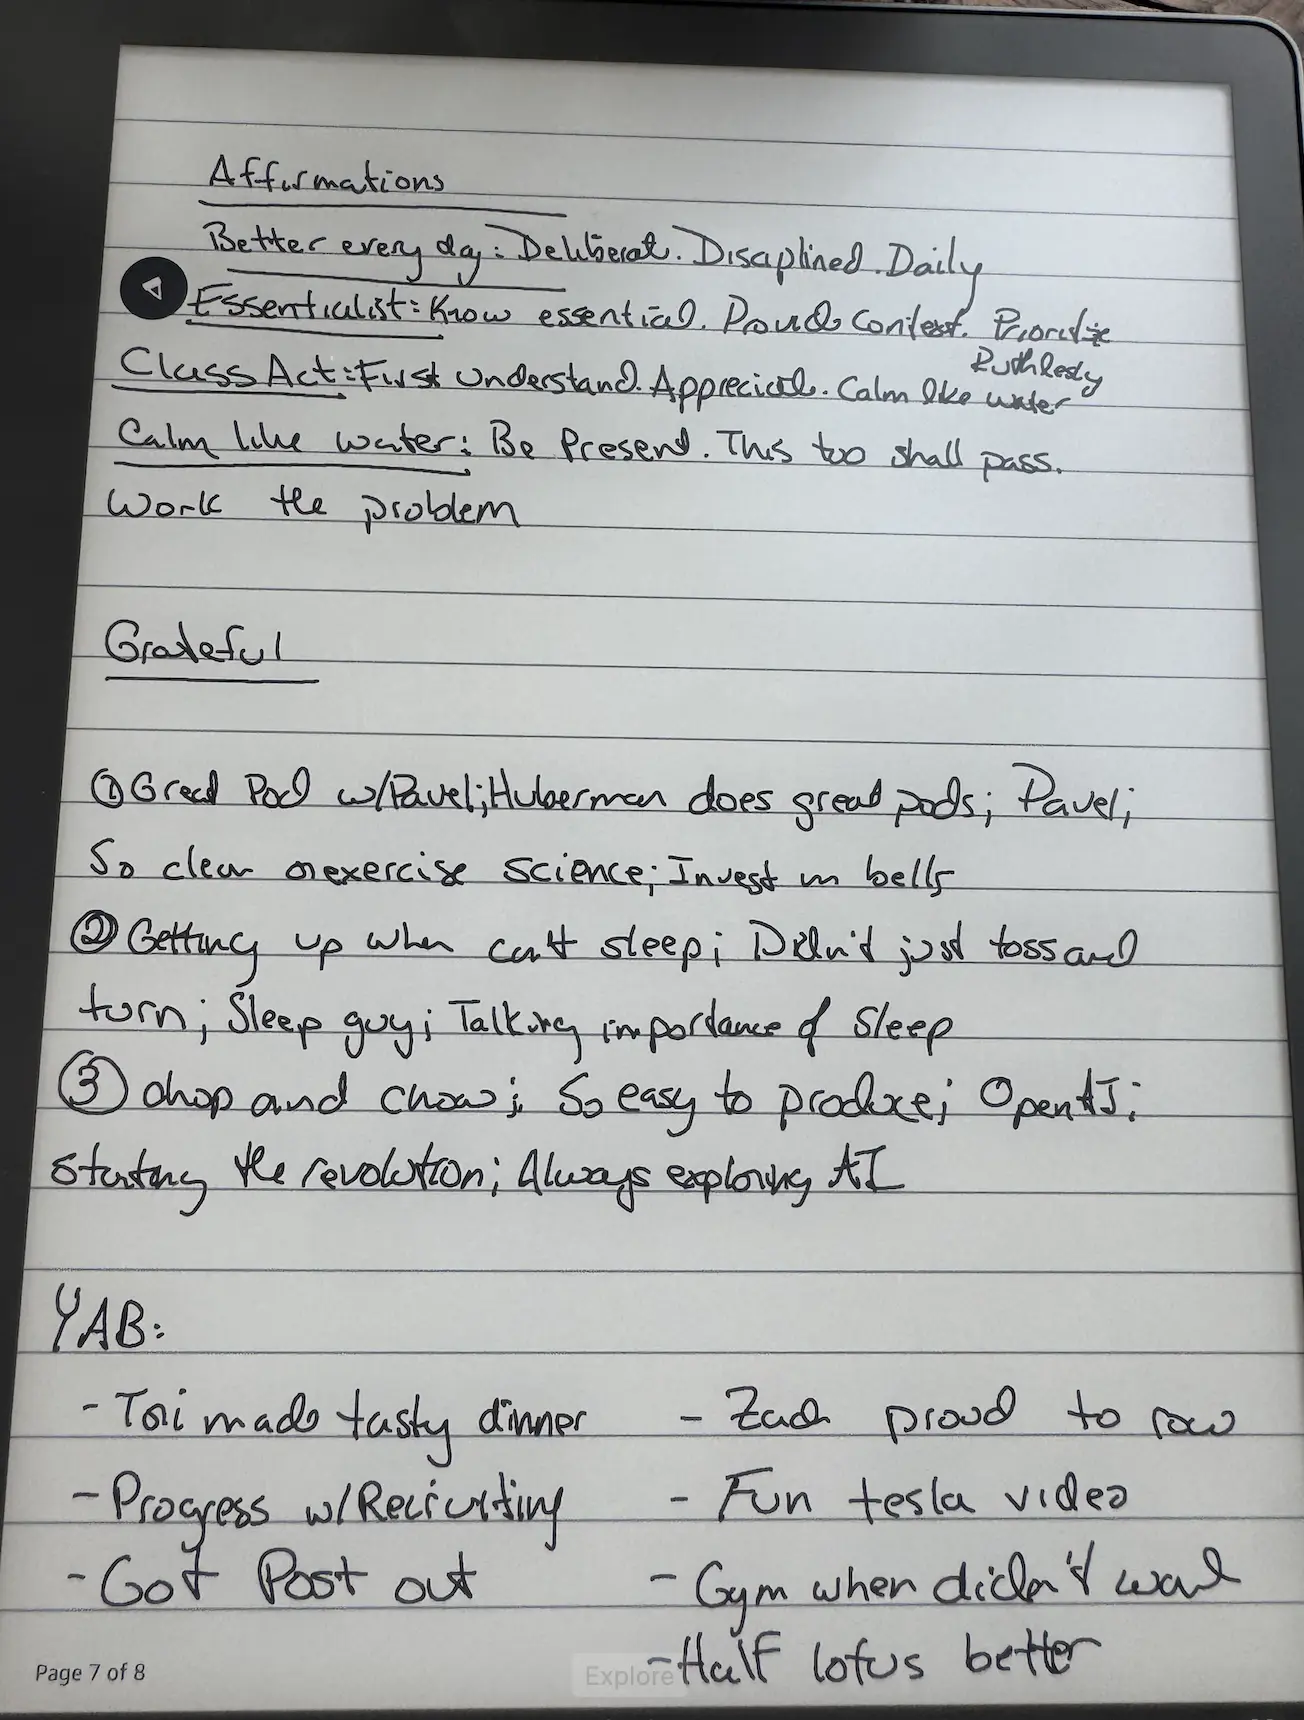 Affirmations
Better every day: Deliberate. Disciplined. Daily
Essentialist: Know essential. Provide Context. Prioritize
Ruthlessly
Class Act: First Understand. Appreciate. Calm like water
Calm like water: Be Present. This too shall pass.
Work the problem
Grateful
① Great Pod w/Pavel; Huberman does great pods; Pavel;
So clear on exercise science; Invest in bells
② Getting up when can't sleep; Didn't just toss and
turn; Sleep guy; Talking importance of Sleep
③ chop and chow; So easy to produce; OpenAI;
starting the revolution; Always exploring AI
YAB:
- Tori made tasty dinner
- Progress w/Recruiting
- Got Post out
- Zach proud to row
- Fun tesla video
- Gym when didn't want
- Half lotus better
Page 7 of 8
Explore